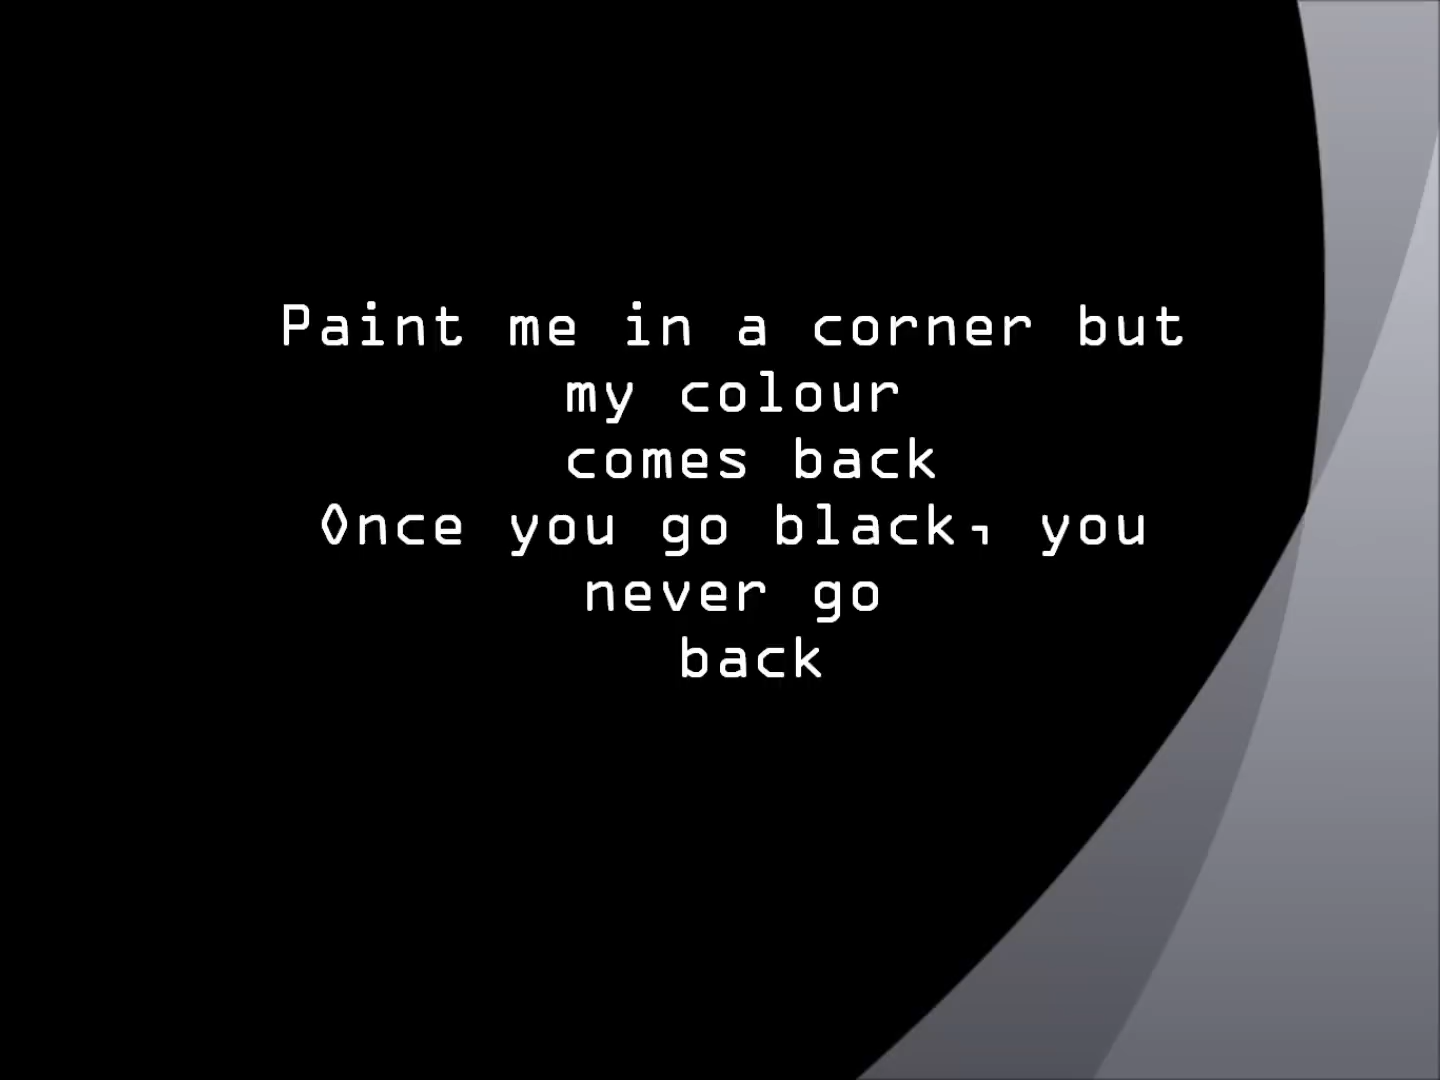 Paint me in a corner but
my colour
comes back
Once you go black, you
never go
back